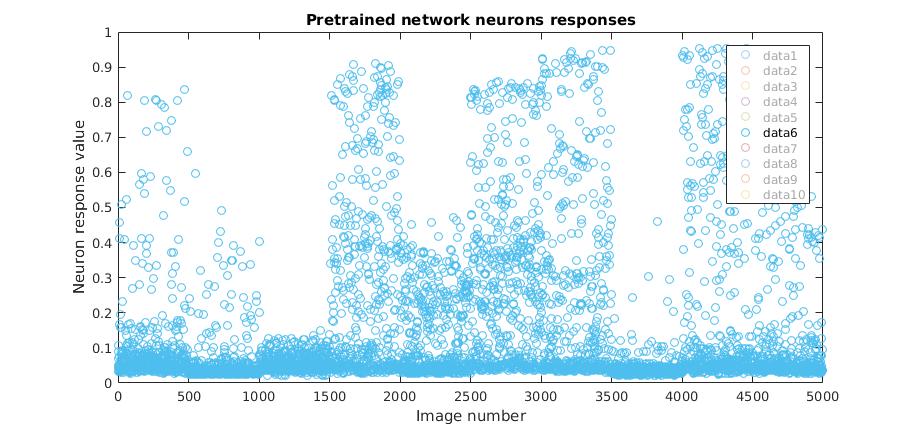 Pretrained network neurons responses
1
0.9
0.8
0.7
0.6
0.5
0.4
0.3
0.2
0.1
0
Neuron response value
data1
data2
data3
data4
data5
data6
data7
data8
data9
data10
0 500 1000 1500 2000 2500 3000 3500 4000 4500 5000
Image number